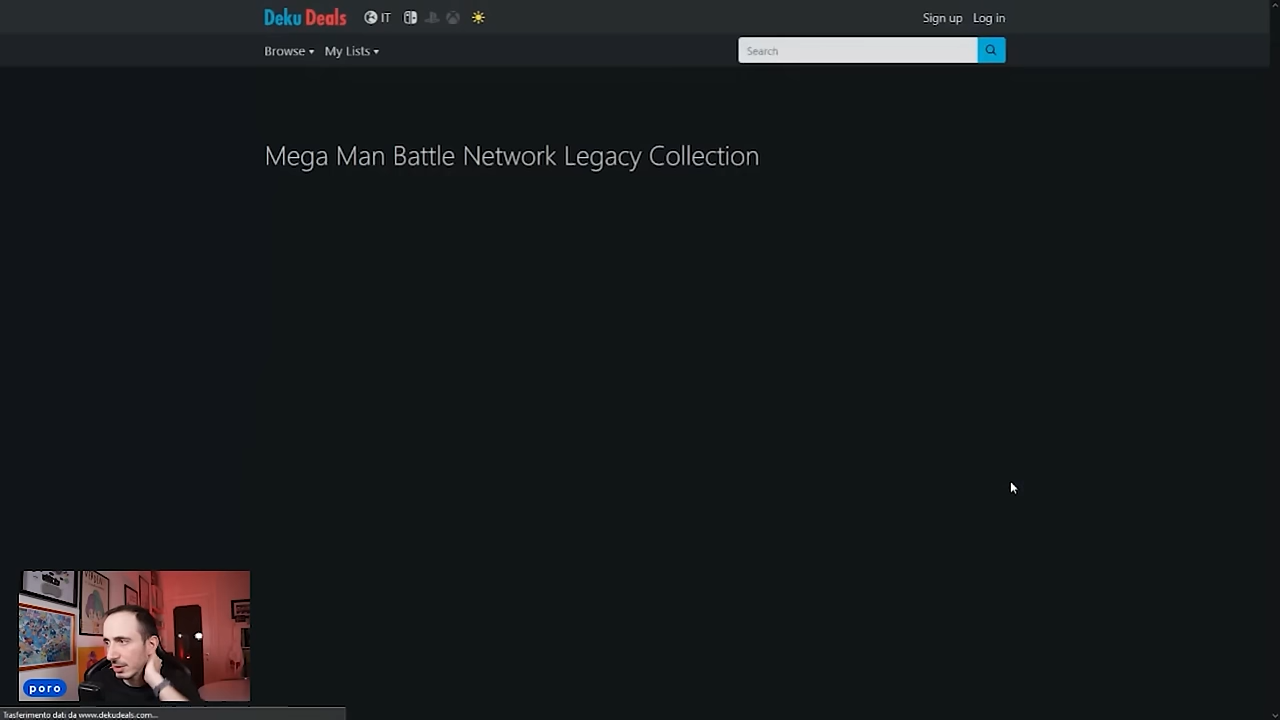 Deku Deals IT Sign up Log in
Browse My Lists Search
Mega Man Battle Network Legacy Collection
poro
Trasferimento dati da www.dekudeals.com...